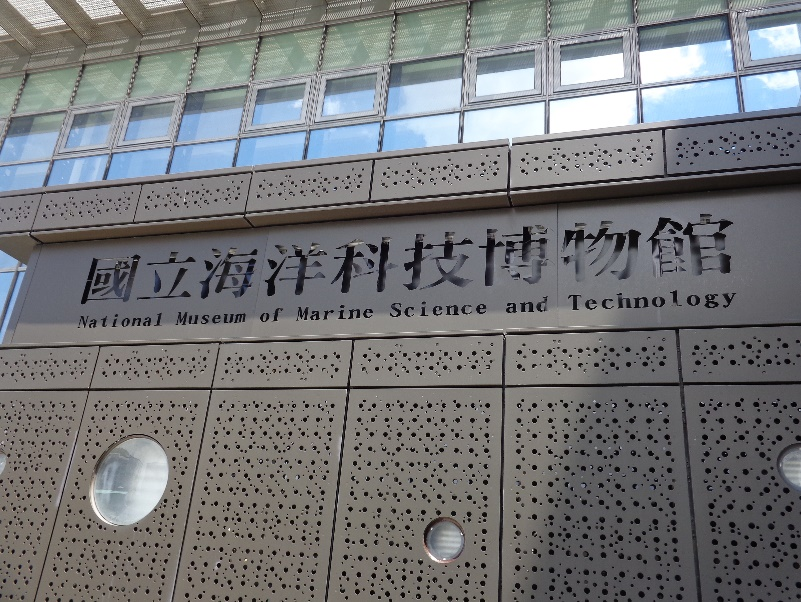 國立海洋科技博物館
National Museum of Marine Science and Technology